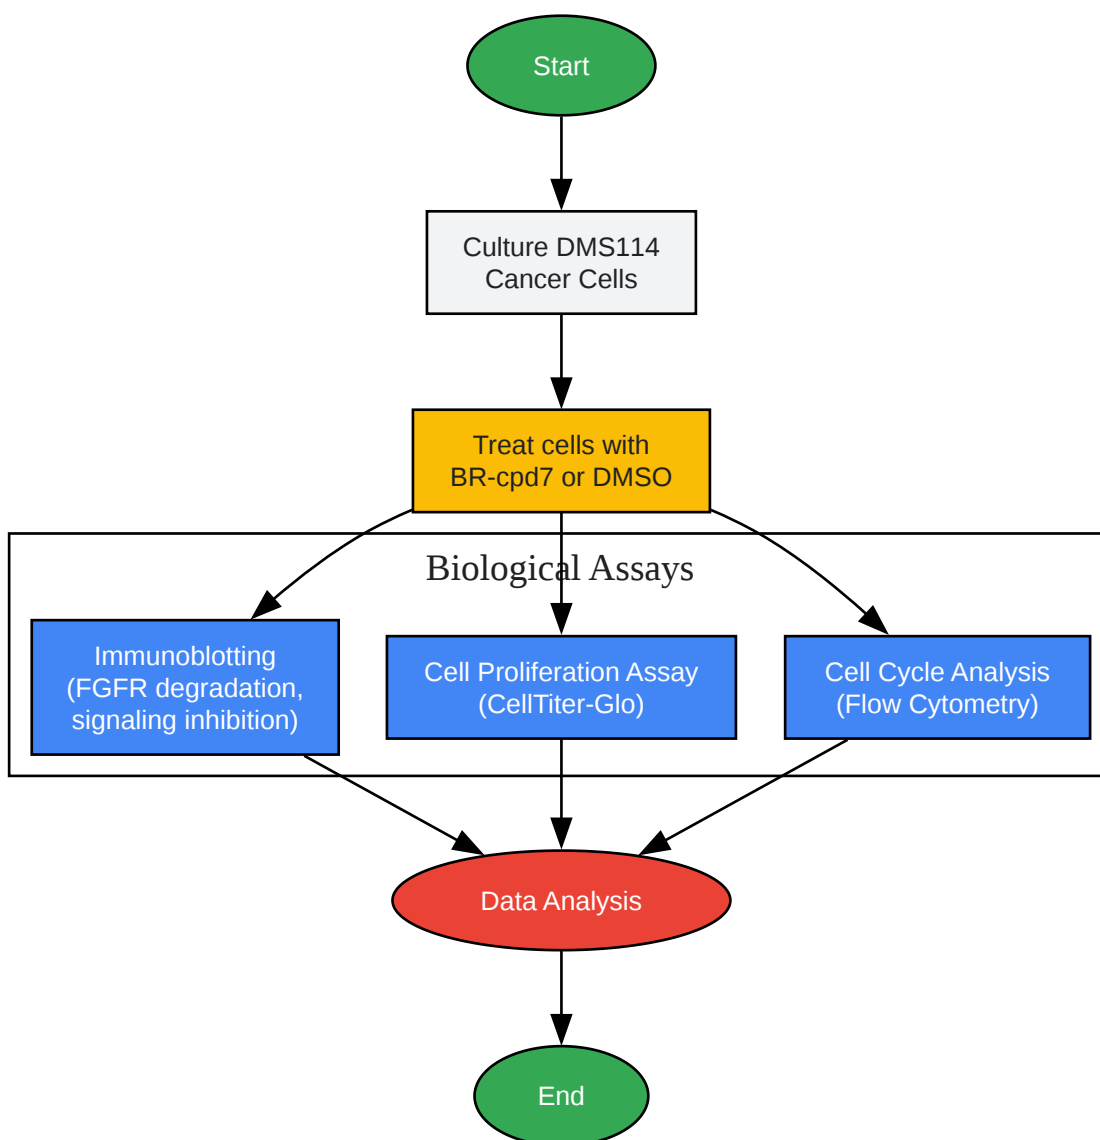 Start
Culture DMS114
Cancer Cells
Treat cells with
BR-cpd7 or DMSO
Biological Assays
Immunoblotting
(FGFR degradation,
signaling inhibition)
Cell Proliferation Assay
(CellTiter-Glo)
Cell Cycle Analysis
(Flow Cytometry)
Data Analysis
End